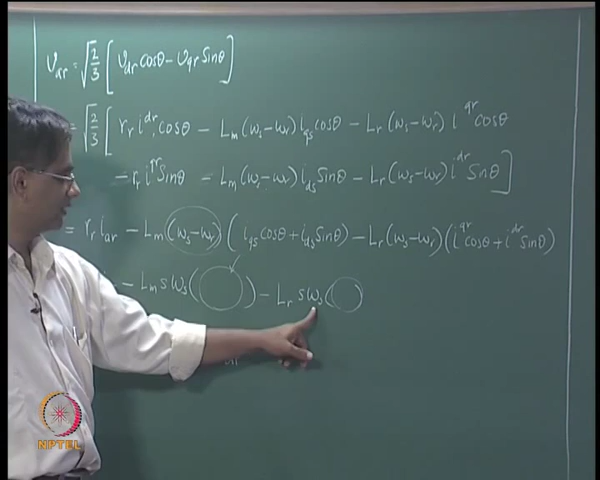 v_ar = √(2/3) [ v_dr cosθ − v_qr sinθ ]
= √(2/3) [ r_r i^dr cosθ − L_m (ω_s − ω_r) i_qs cosθ − L_r (ω_s − ω_r) i^qr cosθ
− r_r i^qr sinθ − L_m (ω_s − ω_r) i_ds sinθ − L_r (ω_s − ω_r) i^dr sinθ ]
= r_r i_ar − L_m (ω_s − ω_r) ( i_qs cosθ + i_ds sinθ ) − L_r (ω_s − ω_r) ( i^qr cosθ + i^dr sinθ )
− L_m s ω_s ( ) − L_r s ω_s ( )
NPTEL